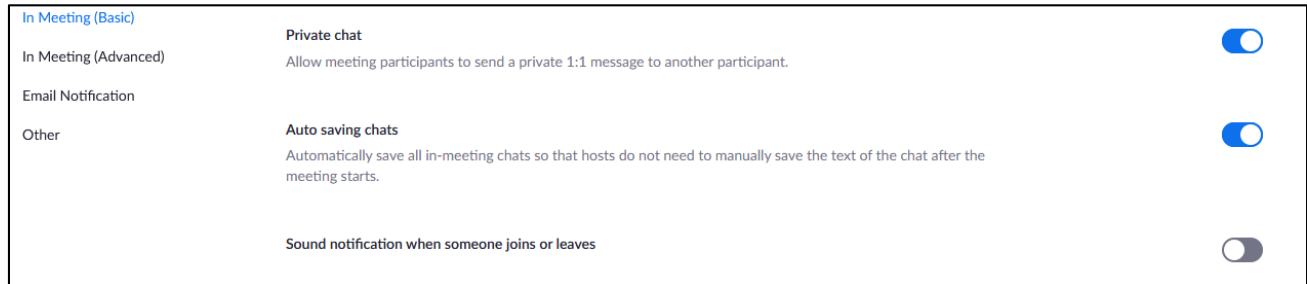 In Meeting (Basic)
In Meeting (Advanced)
Email Notification
Other
Private chat
Allow meeting participants to send a private 1:1 message to another participant.
Auto saving chats
Automatically save all in-meeting chats so that hosts do not need to manually save the text of the chat after the
meeting starts.
Sound notification when someone joins or leaves